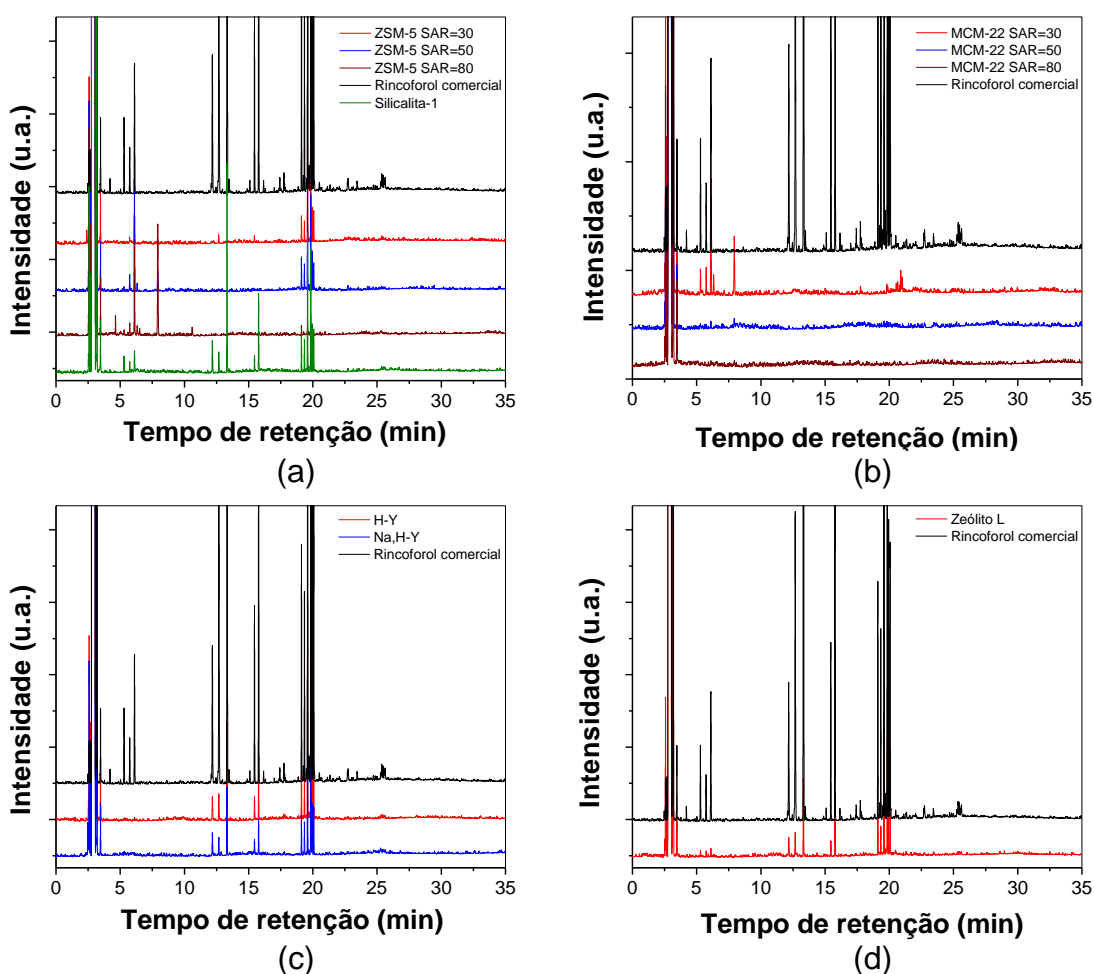 ZSM-5 SAR=30
ZSM-5 SAR=50
ZSM-5 SAR=80
Rincoforol comercial
Silicalita-1
Intensidade (u.a.)
0 5 10 15 20 25 30 35
Tempo de retenção (min)
(a)
MCM-22 SAR=30
MCM-22 SAR=50
MCM-22 SAR=80
Rincoforol comercial
Intensidade (u.a.)
0 5 10 15 20 25 30 35
Tempo de retenção (min)
(b)
H-Y
Na,H-Y
Rincoforol comercial
Intensidade (u.a.)
0 5 10 15 20 25 30 35
Tempo de retenção (min)
(c)
Zeólito L
Rincoforol comercial
Intensidade (u.a.)
0 5 10 15 20 25 30 35
Tempo de retenção (min)
(d)